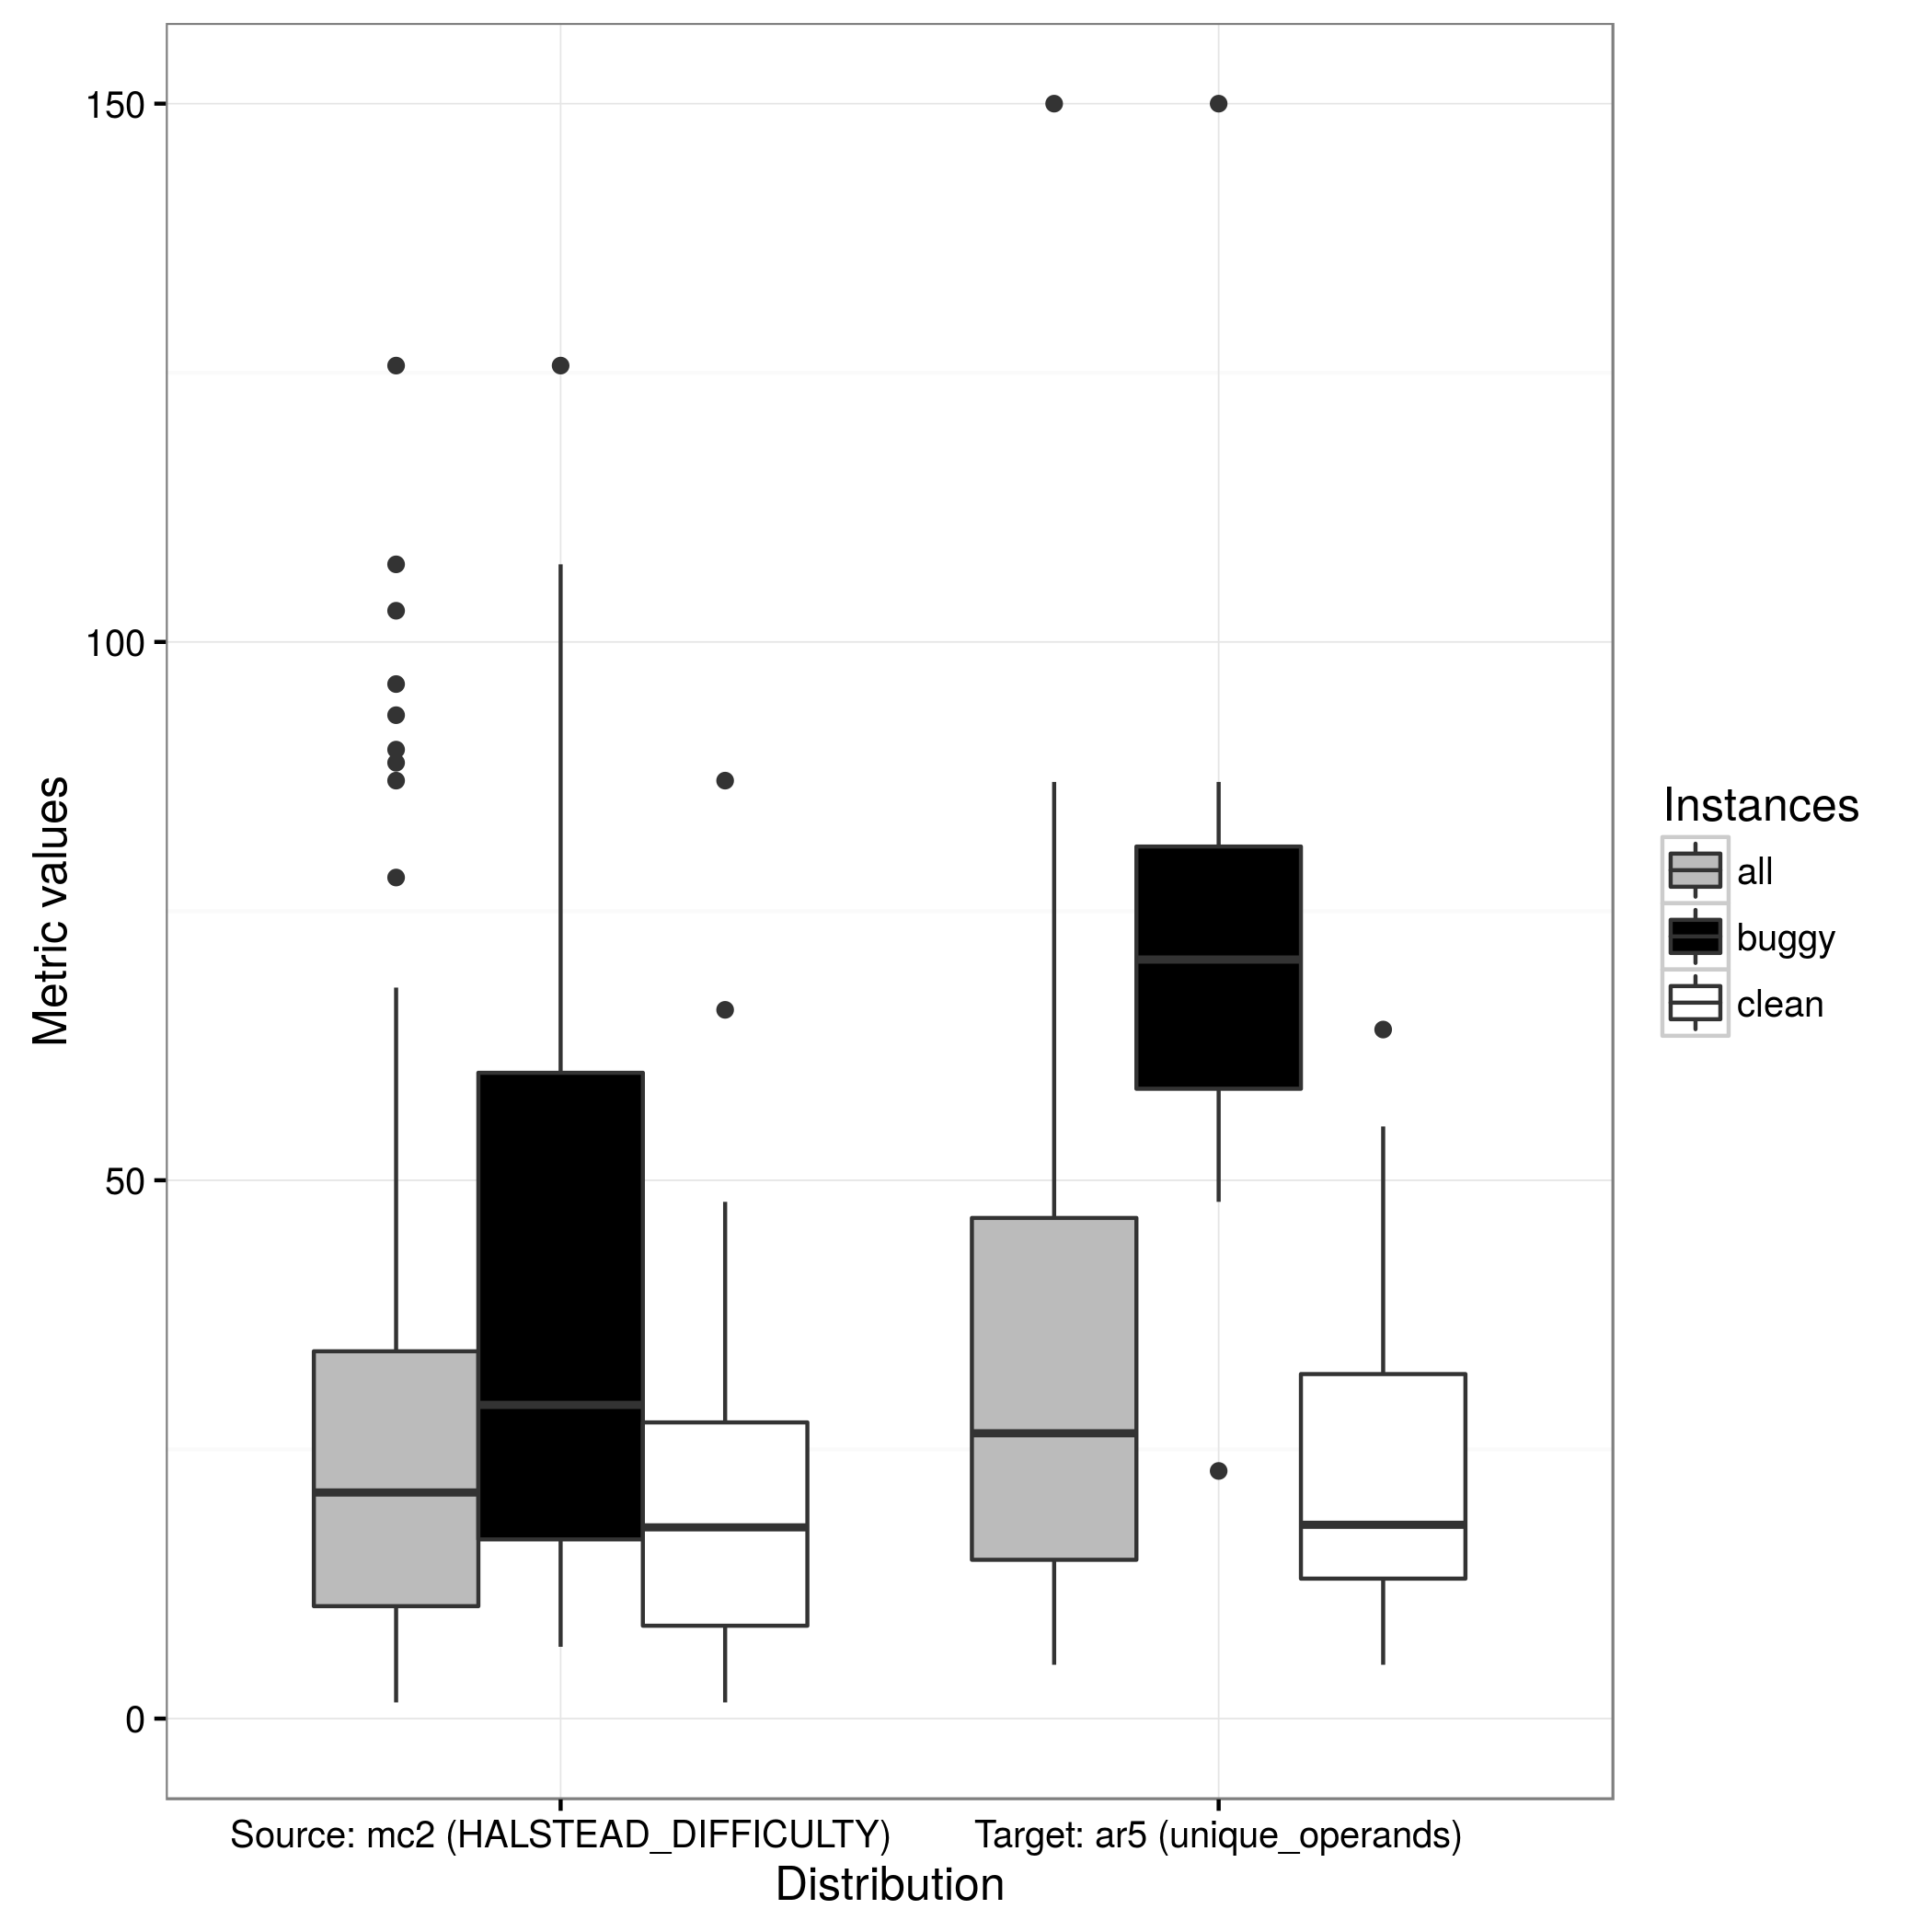 150
100
50
0
Metric values
Source: mc2 (HALSTEAD_DIFFICULTY)
Target: ar5 (unique_operands)
Distribution
Instances
all
buggy
clean